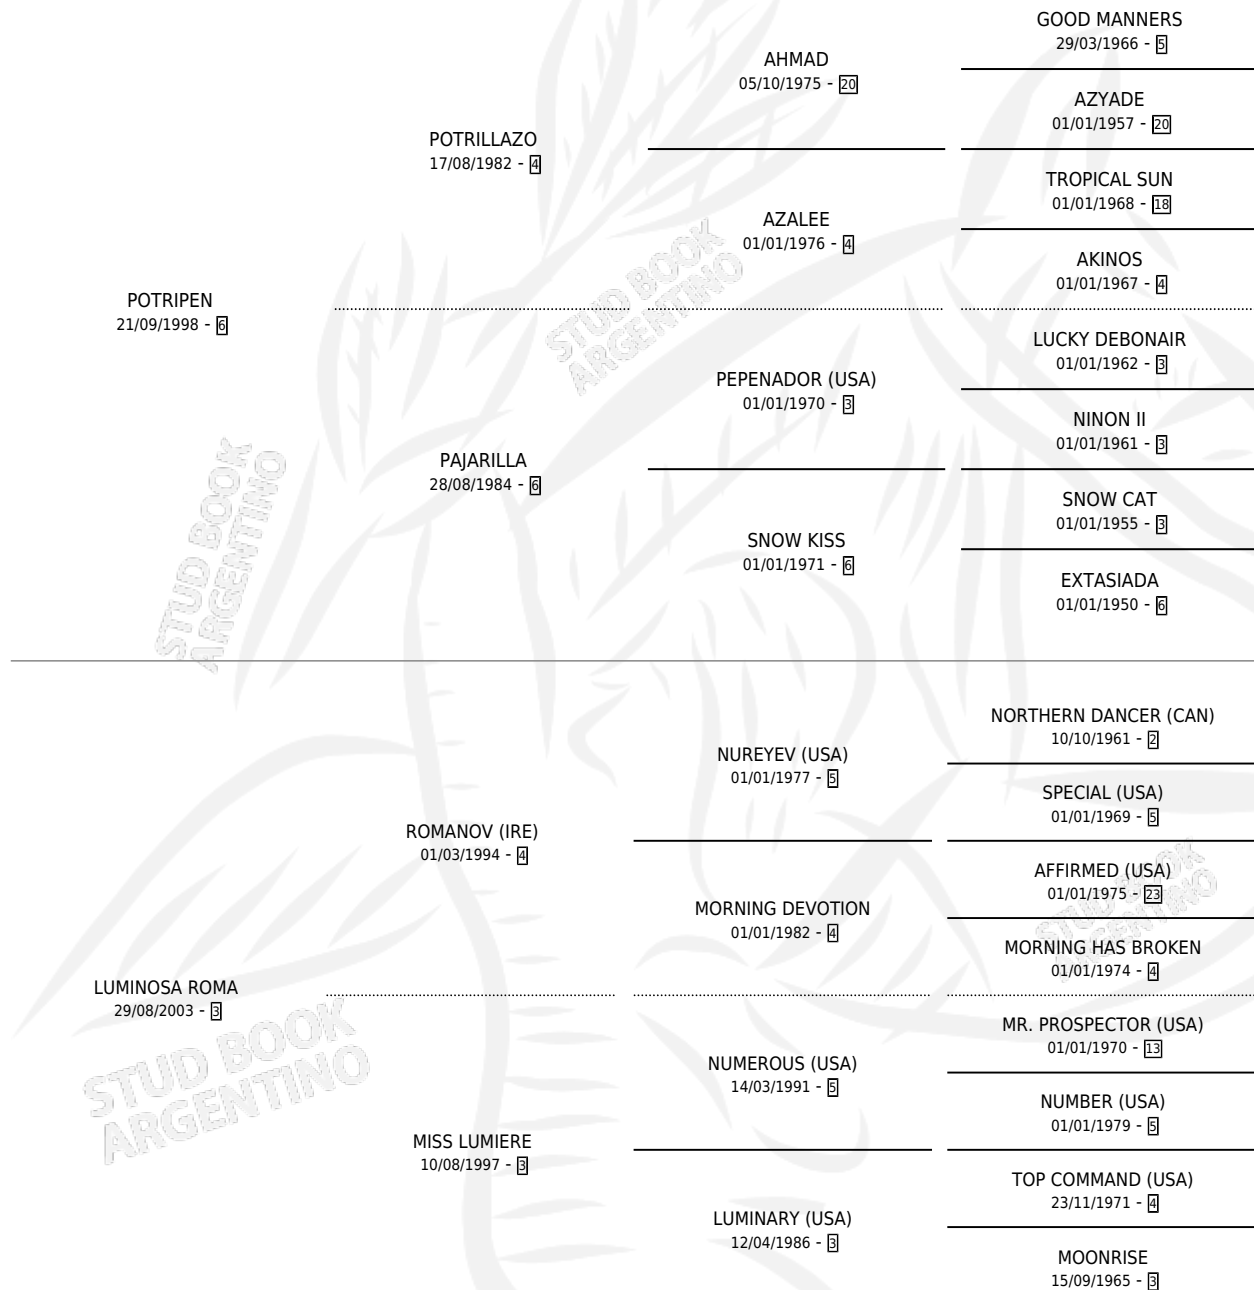 GOOD MANNERS
29/03/1966 - 5
AHMAD
05/10/1975 - 20
AZYADE
01/01/1957 - 20
POTRILLAZO
17/08/1982 - 4
TROPICAL SUN
01/01/1968 - 18
AZALEE
01/01/1976 - 4
AKINOS
01/01/1967 - 4
POTRIPEN
21/09/1998 - 6
LUCKY DEBONAIR
01/01/1962 - 3
PEPENADOR (USA)
01/01/1970 - 3
NINON II
01/01/1961 - 3
PAJARILLA
28/08/1984 - 6
SNOW CAT
01/01/1955 - 3
SNOW KISS
01/01/1971 - 6
EXTASIADA
01/01/1950 - 6
NORTHERN DANCER (CAN)
10/10/1961 - 2
NUREYEV (USA)
01/01/1977 - 5
SPECIAL (USA)
01/01/1969 - 5
ROMANOV (IRE)
01/03/1994 - 4
AFFIRMED (USA)
01/01/1975 - 23
MORNING DEVOTION
01/01/1982 - 4
MORNING HAS BROKEN
01/01/1974 - 4
LUMINOSA ROMA
29/08/2003 - 3
MR. PROSPECTOR (USA)
01/01/1970 - 13
NUMEROUS (USA)
14/03/1991 - 5
NUMBER (USA)
01/01/1979 - 5
MISS LUMIERE
10/08/1997 - 3
TOP COMMAND (USA)
23/11/1971 - 4
LUMINARY (USA)
12/04/1986 - 3
MOONRISE
15/09/1965 - 3
STUD BOOK
ARGENTINO
STUD BOOK
ARGENTINO
STUD BOOK
ARGENTINO
STUD BOOK
ARGENTINO